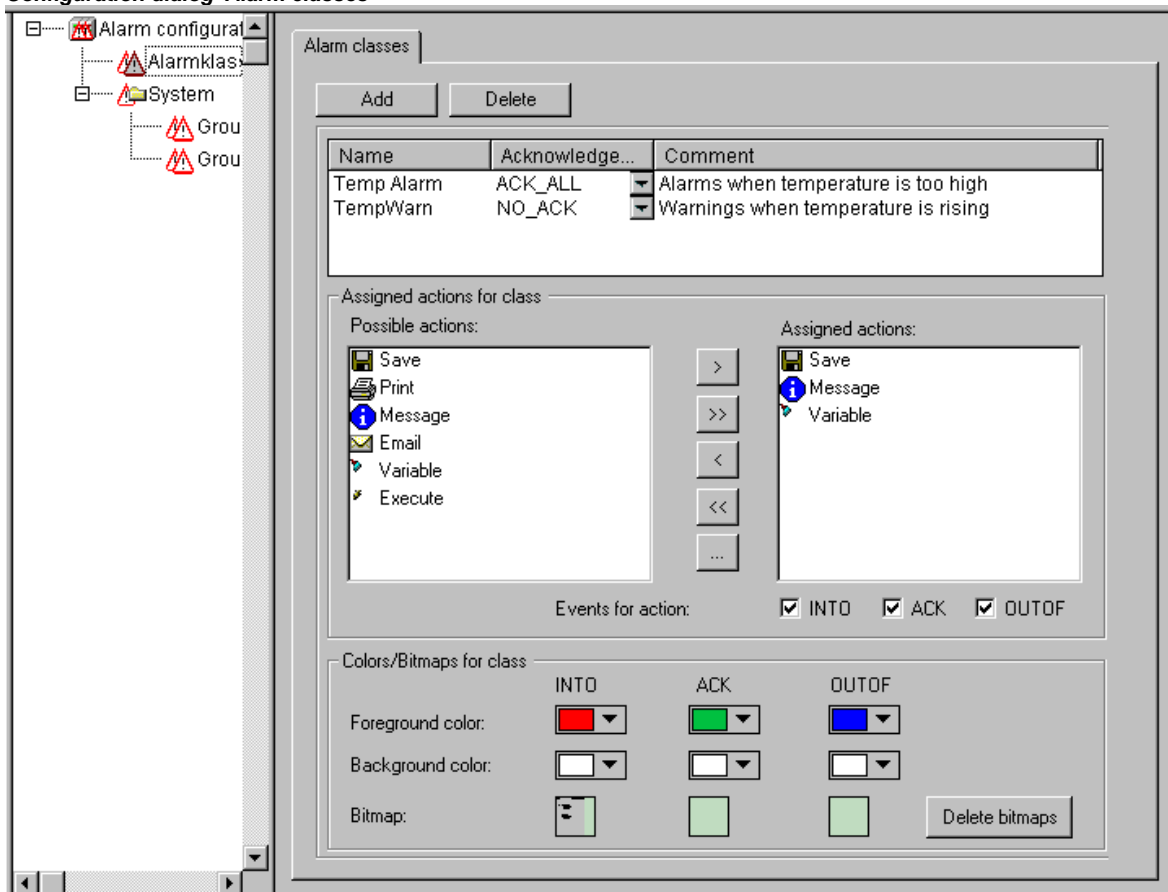 Configuration dialog 'Alarm classes'
Alarm configurat
Alarmklas
System
Grou
Grou
Alarm classes
Add Delete
Name Acknowledge... Comment
Temp Alarm ACK_ALL Alarms when temperature is too high
TempWarn NO_ACK Warnings when temperature is rising
Assigned actions for class
Possible actions:
Save
Print
Message
Email
Variable
Execute
>
>>
<
<<
...
Assigned actions:
Save
Message
Variable
Events for action: INTO ACK OUTOF
Colors/Bitmaps for class
INTO ACK OUTOF
Foreground color:
Background color:
Bitmap: Delete bitmaps